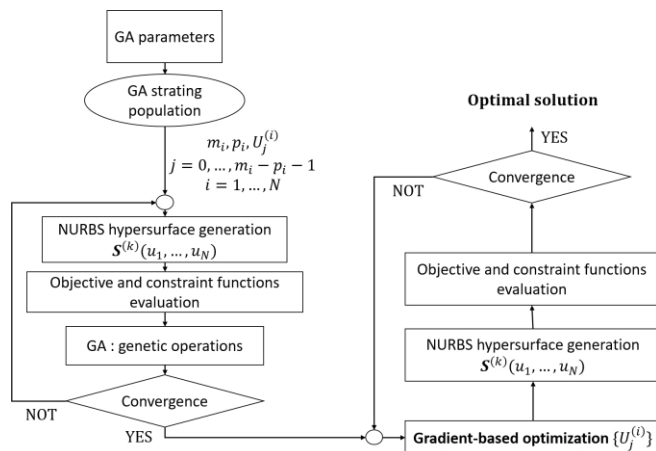 GA parameters
GA strating
population
m_i, p_i, U_j^{(i)}
j = 0, …, m_i − p_i − 1
i = 1, …, N
NURBS hypersurface generation
S^{(k)}(u_1, …, u_N)
Objective and constraint functions
evaluation
GA : genetic operations
Convergence
NOT
YES
Gradient-based optimization {U_j^{(i)}}
NURBS hypersurface generation
S^{(k)}(u_1, …, u_N)
Objective and constraint functions
evaluation
Convergence
NOT
YES
Optimal solution